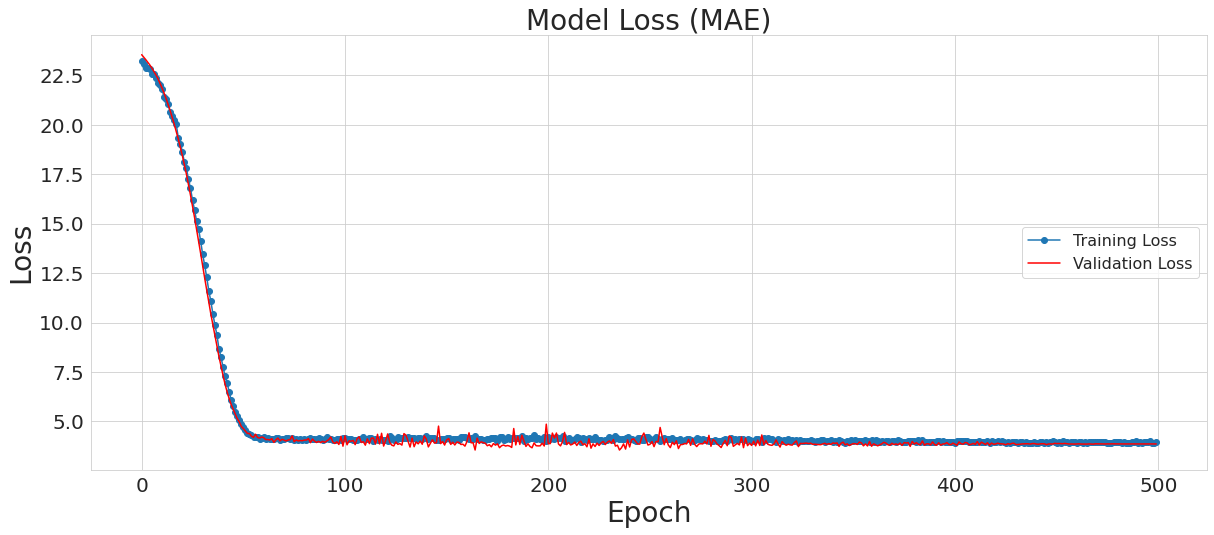 Model Loss (MAE)
Loss
22.5
20.0
17.5
15.0
12.5
10.0
7.5
5.0
Training Loss
Validation Loss
0 100 200 300 400 500
Epoch